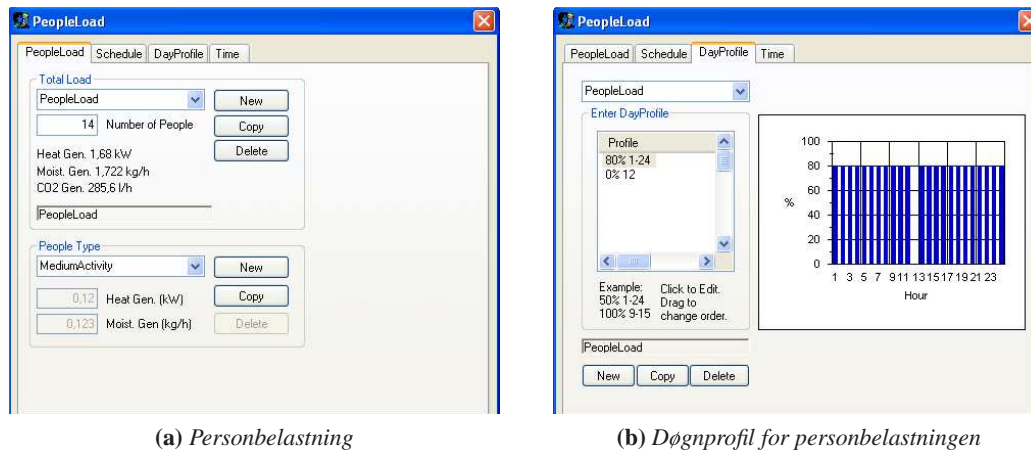 PeopleLoad
PeopleLoad Schedule DayProfile Time
Total Load
PeopleLoad New
14 Number of People Copy
Delete
Heat Gen. 1,68 kW
Moist. Gen. 1,722 kg/h
CO2 Gen. 285,6 l/h
PeopleLoad
People Type
MediumActivity New
0,12 Heat Gen. (kW) Copy
0,123 Moist. Gen (kg/h) Delete
(a) Personbelastning
PeopleLoad
PeopleLoad Schedule DayProfile Time
PeopleLoad
Enter DayProfile
Profile
80% 1-24
0% 12
Example:
50% 1-24
100% 9-15
Click to Edit.
Drag to
change order.
PeopleLoad
New Copy Delete
100
80
60
%
40
20
0
1 3 5 7 9 11 13 15 17 19 21 23
Hour
(b) Døgnprofil for personbelastningen